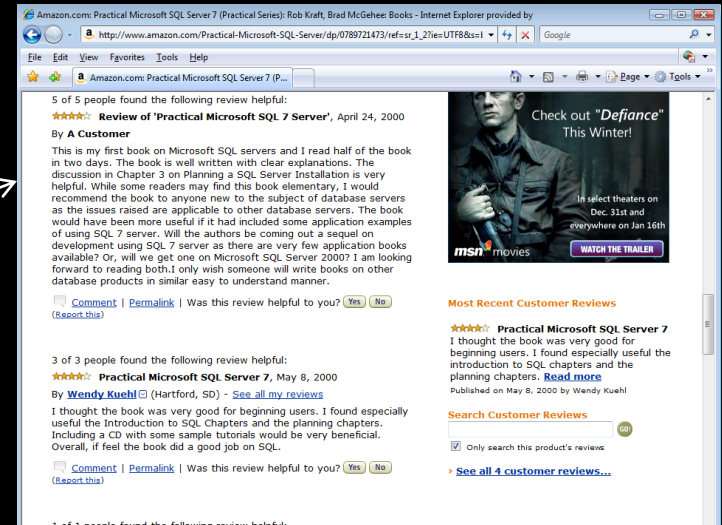 Amazon.com: Practical Microsoft SQL Server 7 (Practical Series): Rob Kraft, Brad McGehee: Books - Internet Explorer provided by
http://www.amazon.com/Practical-Microsoft-SQL-Server/dp/0789721473/ref=sr_1_2?ie=UTF8&s=l
Google
File Edit View Favorites Tools Help
Amazon.com: Practical Microsoft SQL Server 7 (P...
Page Tools
5 of 5 people found the following review helpful:
Review of 'Practical Microsoft SQL 7 Server', April 24, 2000
By A Customer
This is my first book on Microsoft SQL servers and I read half of the book
in two days. The book is well written with clear explanations. The
discussion in Chapter 3 on Planning a SQL Server Installation is very
helpful. While some readers may find this book elementary, I would
recommend the book to anyone new to the subject of database servers
as the issues raised are applicable to other database servers. The book
would have been more useful if it had included some application examples
of using SQL 7 server. Will the authors be coming out a sequel on
development using SQL 7 server as there are very few application books
available? Or, will we get one on Microsoft SQL Server 2000? I am looking
forward to reading both.I only wish someone will write books on other
database products in similar easy to understand manner.
Comment | Permalink | Was this review helpful to you? Yes No
(Report this)
3 of 3 people found the following review helpful:
Practical Microsoft SQL Server 7, May 8, 2000
By Wendy Kuehl (Hartford, SD) - See all my reviews
I thought the book was very good for beginning users. I found especially
useful the Introduction to SQL Chapters and the planning chapters.
Including a CD with some sample tutorials would be very beneficial.
Overall, if feel the book did a good job on SQL.
Comment | Permalink | Was this review helpful to you? Yes No
(Report this)
1 of 1 people found the following review helpful:
Check out "Defiance"
This Winter!
In select theaters on
Dec. 31st and
everywhere on Jan 16th
msn movies
WATCH THE TRAILER
Most Recent Customer Reviews
Practical Microsoft SQL Server 7
I thought the book was very good for
beginning users. I found especially useful the
introduction to SQL chapters and the
planning chapters. Read more
Published on May 8, 2000 by Wendy Kuehl
Search Customer Reviews
GO!
Only search this product's reviews
› See all 4 customer reviews...